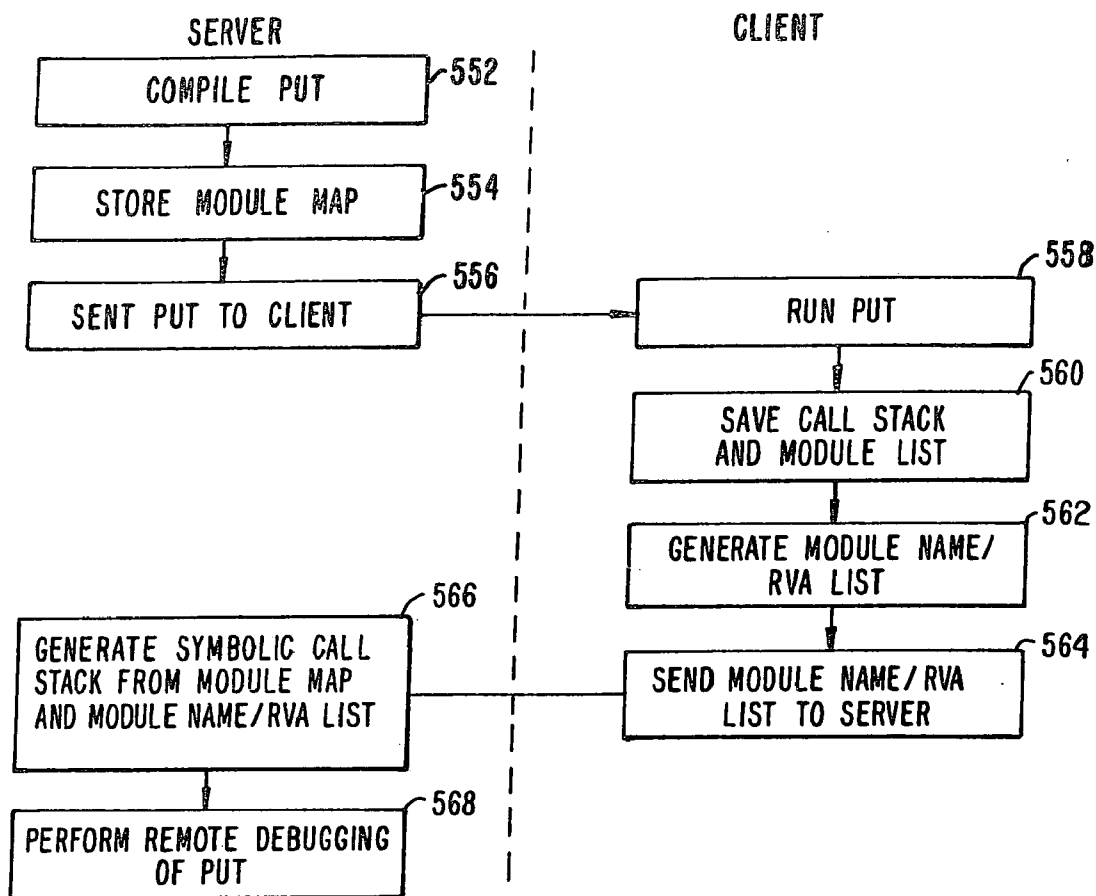 SERVER
CLIENT
552
COMPILE PUT
554
STORE MODULE MAP
556
SENT PUT TO CLIENT
558
RUN PUT
560
SAVE CALL STACK
AND MODULE LIST
562
GENERATE MODULE NAME/
RVA LIST
564
SEND MODULE NAME/RVA
LIST TO SERVER
566
GENERATE SYMBOLIC CALL
STACK FROM MODULE MAP
AND MODULE NAME/RVA LIST
568
PERFORM REMOTE DEBUGGING
OF PUT